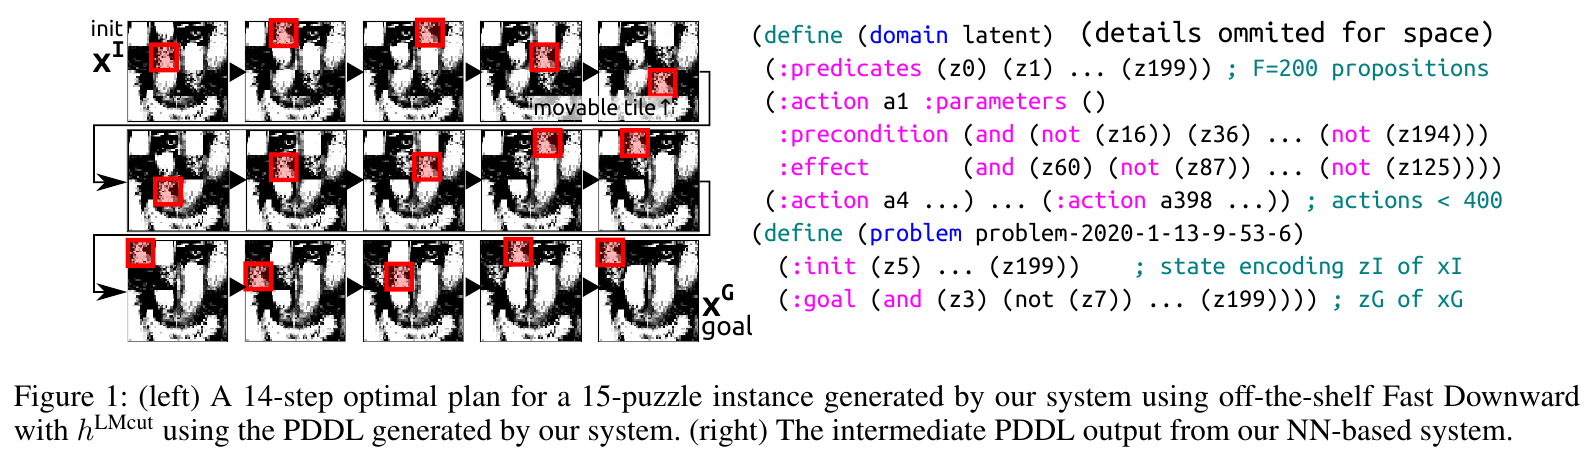 init
x^I
movable tile↑
x^G
goal
(define (domain latent) (details ommited for space)
(:predicates (z0) (z1) ... (z199)) ; F=200 propositions
(:action a1 :parameters ()
:precondition (and (not (z16)) (z36) ... (not (z194)))
:effect (and (z60) (not (z87)) ... (not (z125))))
(:action a4 ...) ... (:action a398 ...)) ; actions < 400
(define (problem problem-2020-1-13-9-53-6)
(:init (z5) ... (z199)) ; state encoding zI of xI
(:goal (and (z3) (not (z7)) ... (z199)))) ; zG of xG
Figure 1: (left) A 14-step optimal plan for a 15-puzzle instance generated by our system using off-the-shelf Fast Downward
with h^LMcut using the PDDL generated by our system. (right) The intermediate PDDL output from our NN-based system.